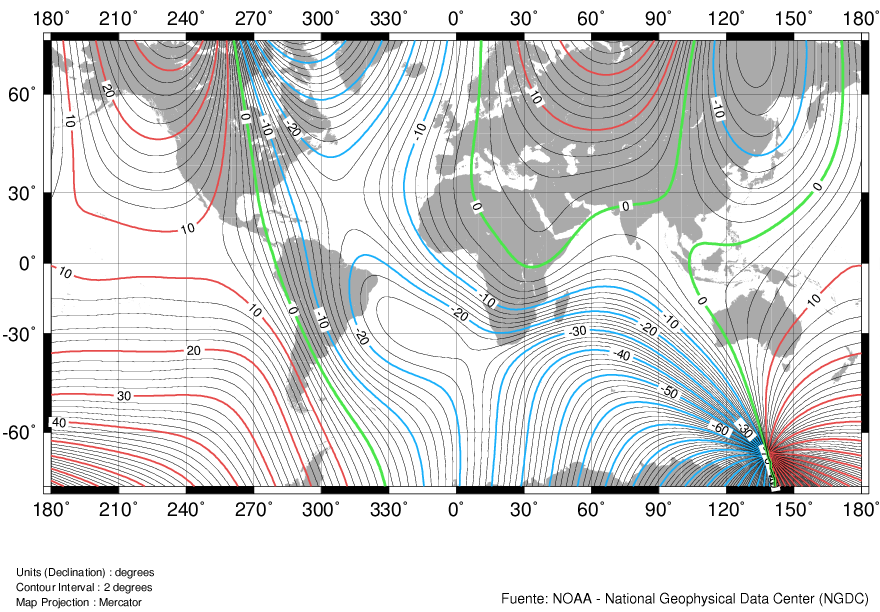 180° 210° 240° 270° 300° 330° 0° 30° 60° 90° 120° 150° 180°
60° 60°
30° 30°
0° 0°
-30° -30°
-60° -60°
20 10 0 -10 -20 -10 10 -10
10 0 0 0
10
10 10 0 -10 -20 -10 -20 -30 -20 -10 0 10
20 -20 -40
30 -50
40 -60 -30
180° 210° 240° 270° 300° 330° 0° 30° 60° 90° 120° 150° 180°
Units (Declination) : degrees
Contour Interval : 2 degrees
Map Projection : Mercator
Fuente: NOAA - National Geophysical Data Center (NGDC)